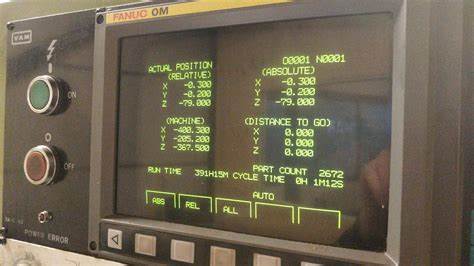 FANUC OM
VAM
ACTUAL POSITION O0001 N0001
(RELATIVE) (ABSOLUTE)
X -0.300 X -0.300
Y -0.200 Y -0.200
Z -79.000 Z -79.000
(MACHINE) (DISTANCE TO GO)
X -400.300 X 0.000
Y -205.200 Y 0.000
Z -367.500 Z 0.000
RUN TIME 391H15M PART COUNT 2672
CYCLE TIME 0H 1M12S
AUTO
ABS REL ALL
ON
OFF
POWER ERROR